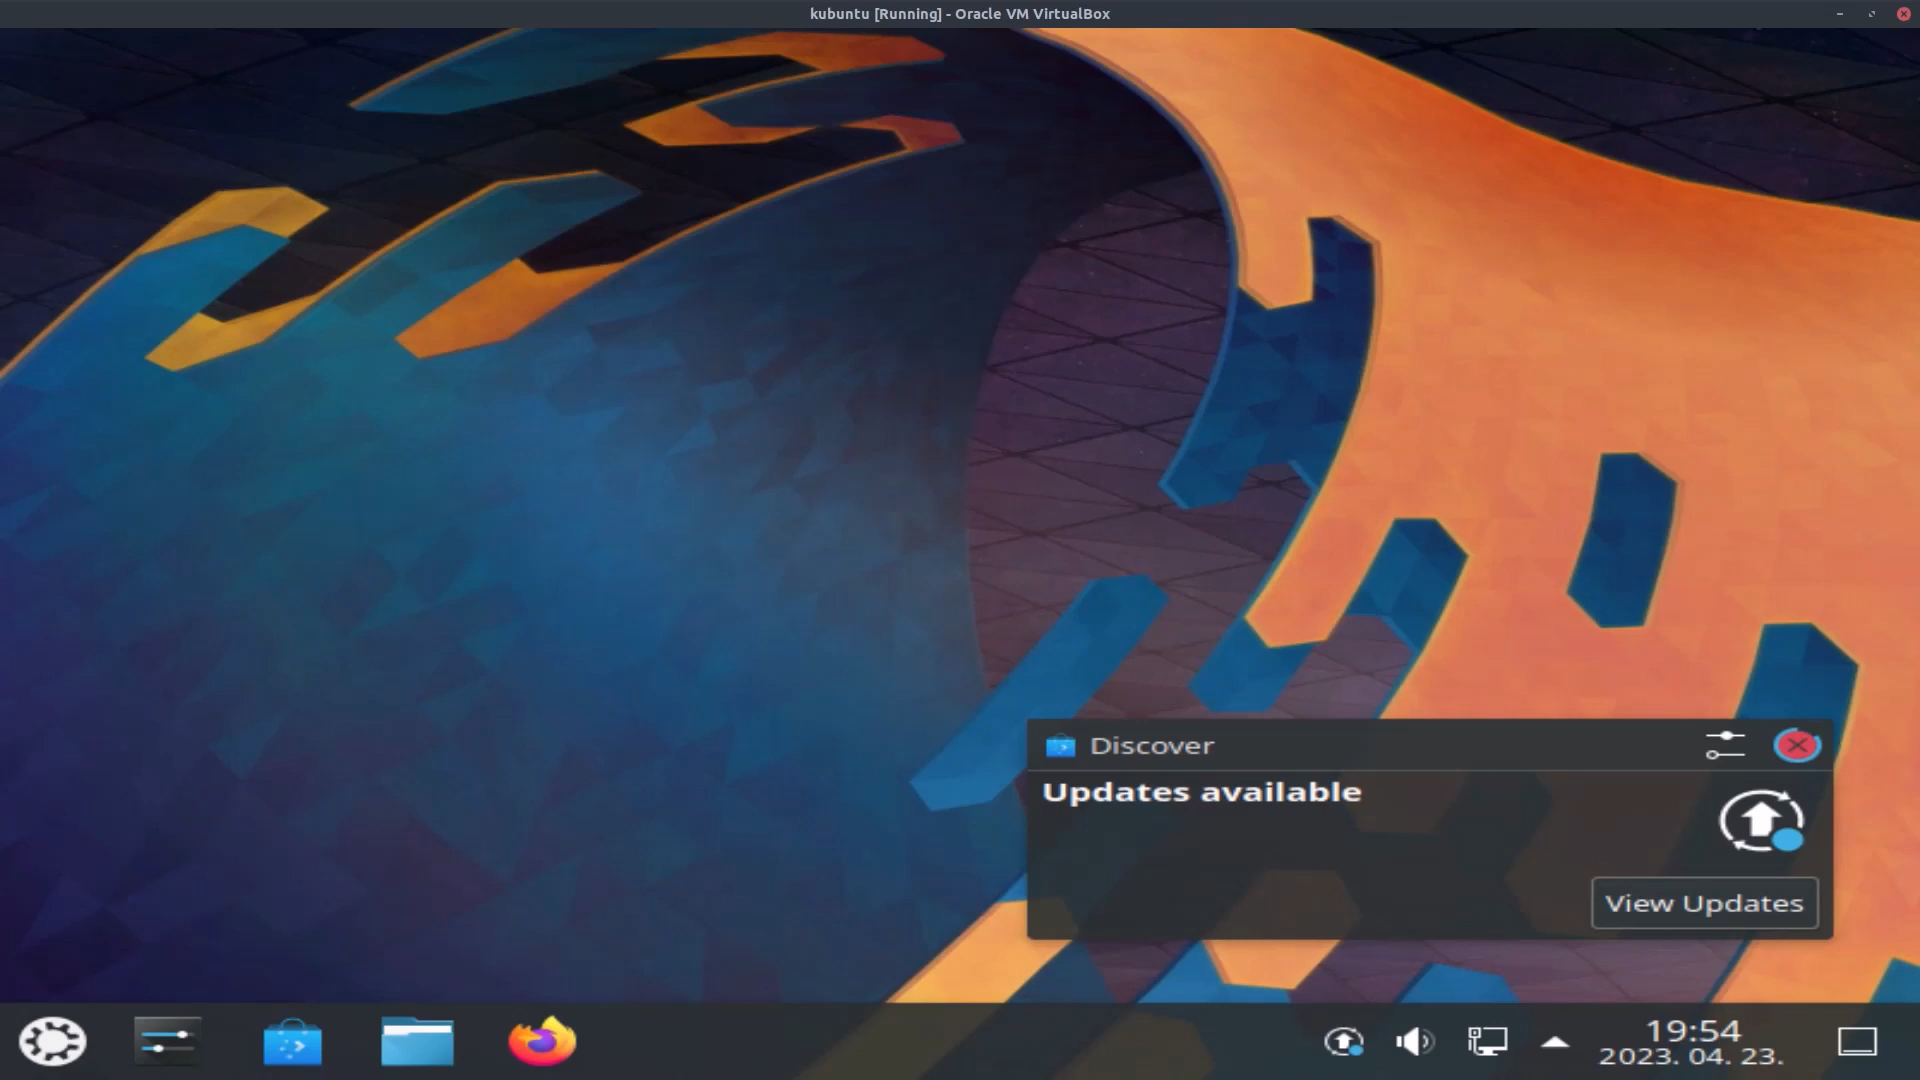 kubuntu [Running] - Oracle VM VirtualBox
Discover
Updates available
View Updates
19:54
2023. 04. 23.